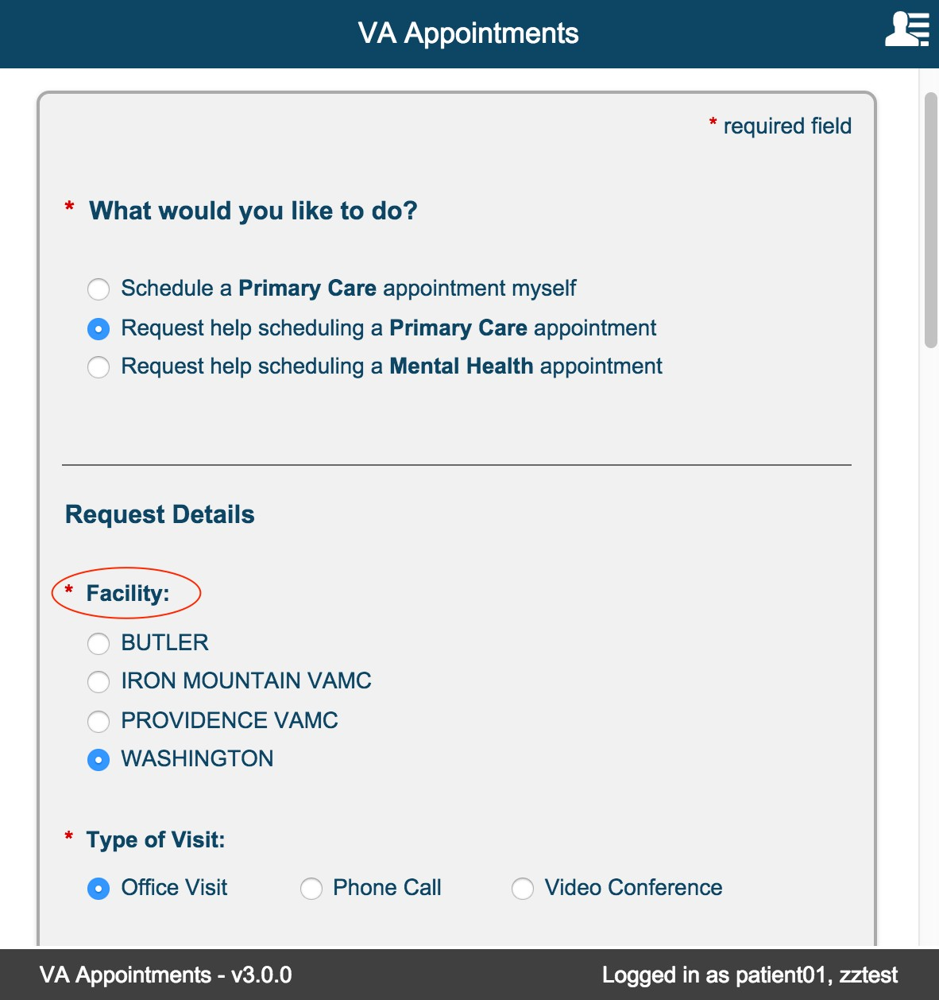 VA Appointments
* required field
* What would you like to do?
Schedule a Primary Care appointment myself
Request help scheduling a Primary Care appointment
Request help scheduling a Mental Health appointment
Request Details
* Facility:
BUTLER
IRON MOUNTAIN VAMC
PROVIDENCE VAMC
WASHINGTON
* Type of Visit:
Office Visit Phone Call Video Conference
VA Appointments - v3.0.0 Logged in as patient01, zztest